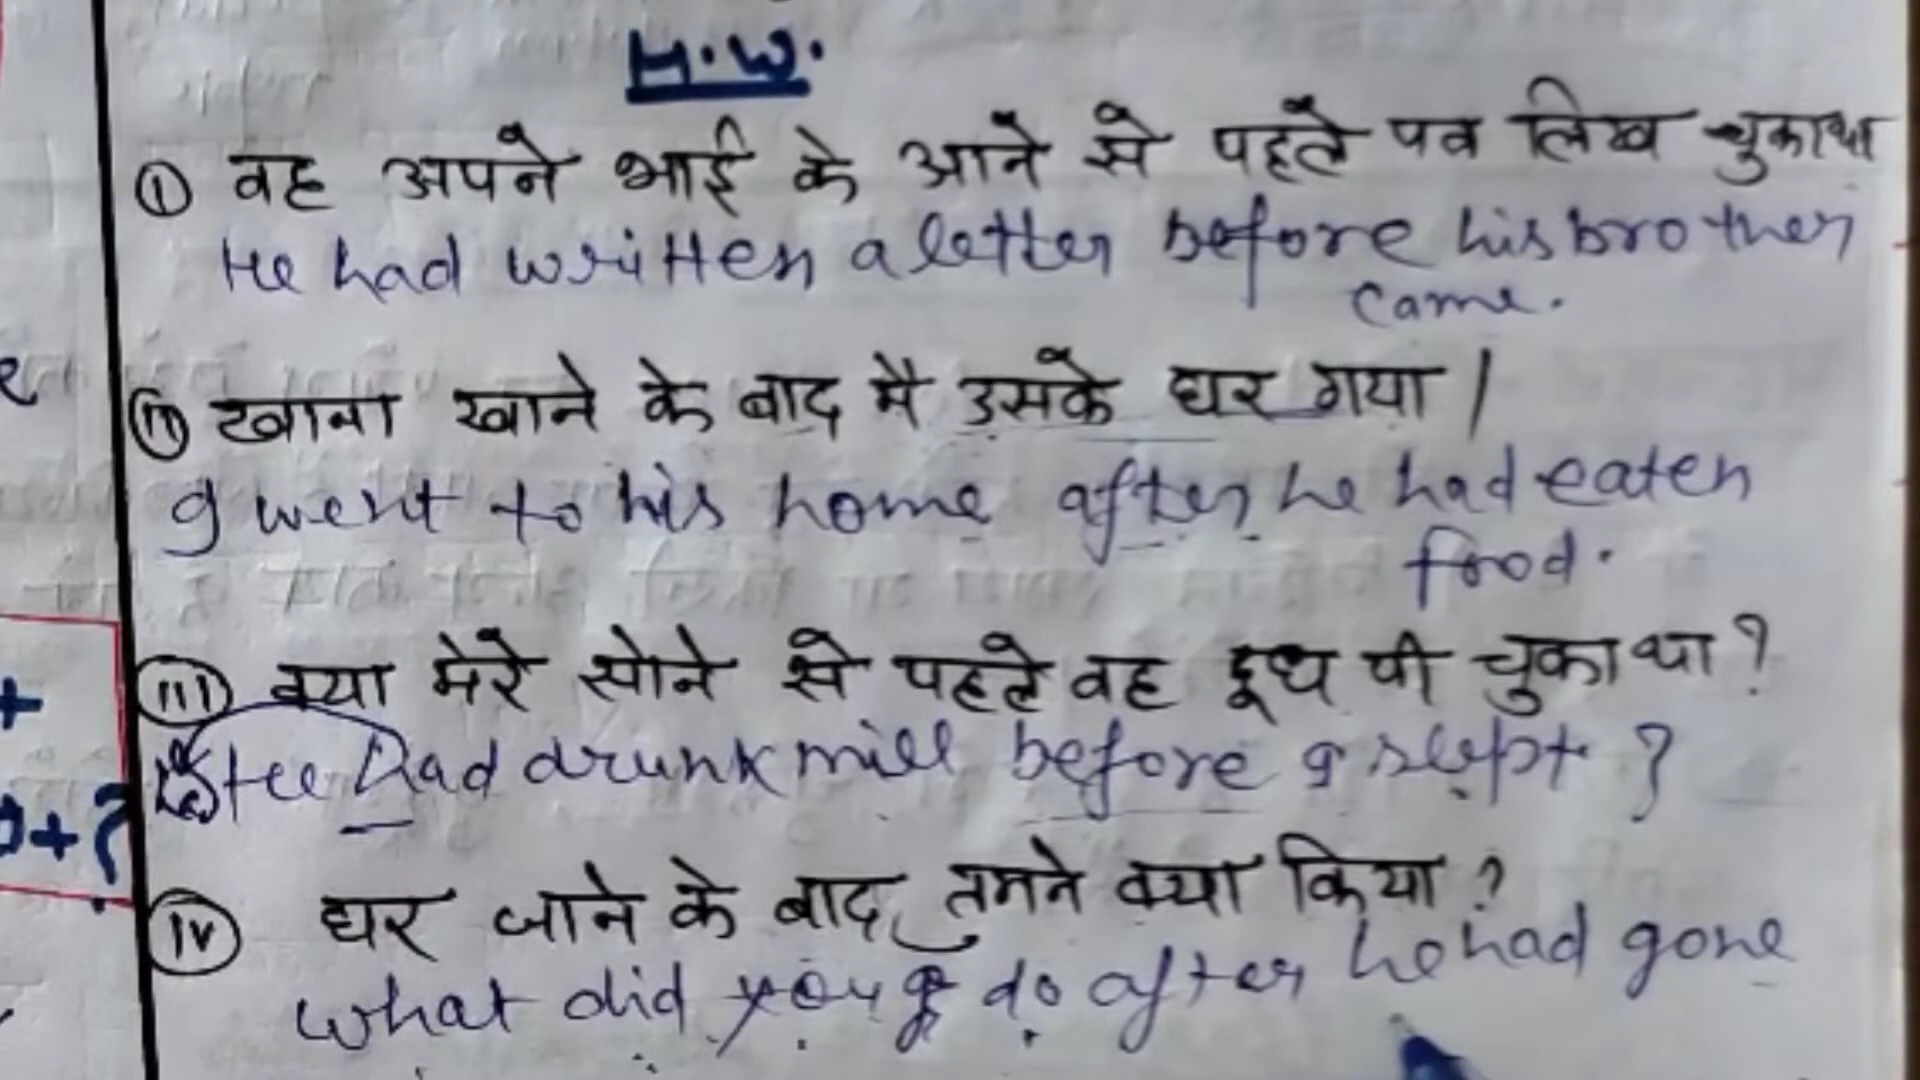 H.W.
① वह अपने भाई के आने से पहले पत्र लिख चुका था
He had written a letter before his brother
came.
ⅱ खाना खाने के बाद मै उसके घर गया |
I went to his home after he had eaten
food.
ⅲ क्या मेरे सोने से पहले वह दूध पी चुका था ?
Hee had drunk milk before I slept ?
ⅳ घर जाने के बाद, तुमने क्या किया ?
What did you do after he had gone